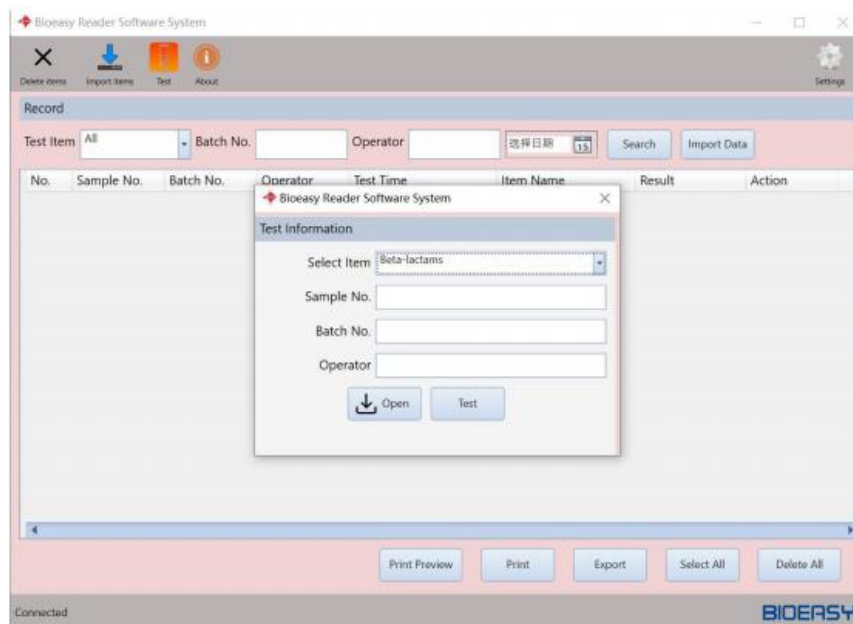 Bioeasy Reader Software System
Delete items Import Items Test About Settings
Record
Test Item All Batch No. Operator 选择日期 15 Search Import Data
No. Sample No. Batch No. Operator Test Time Item Name Result Action
Bioeasy Reader Software System
Test Information
Select Item Beta-lactams
Sample No.
Batch No.
Operator
Open Test
Print Preview Print Export Select All Delete All
Connected BIOEASY